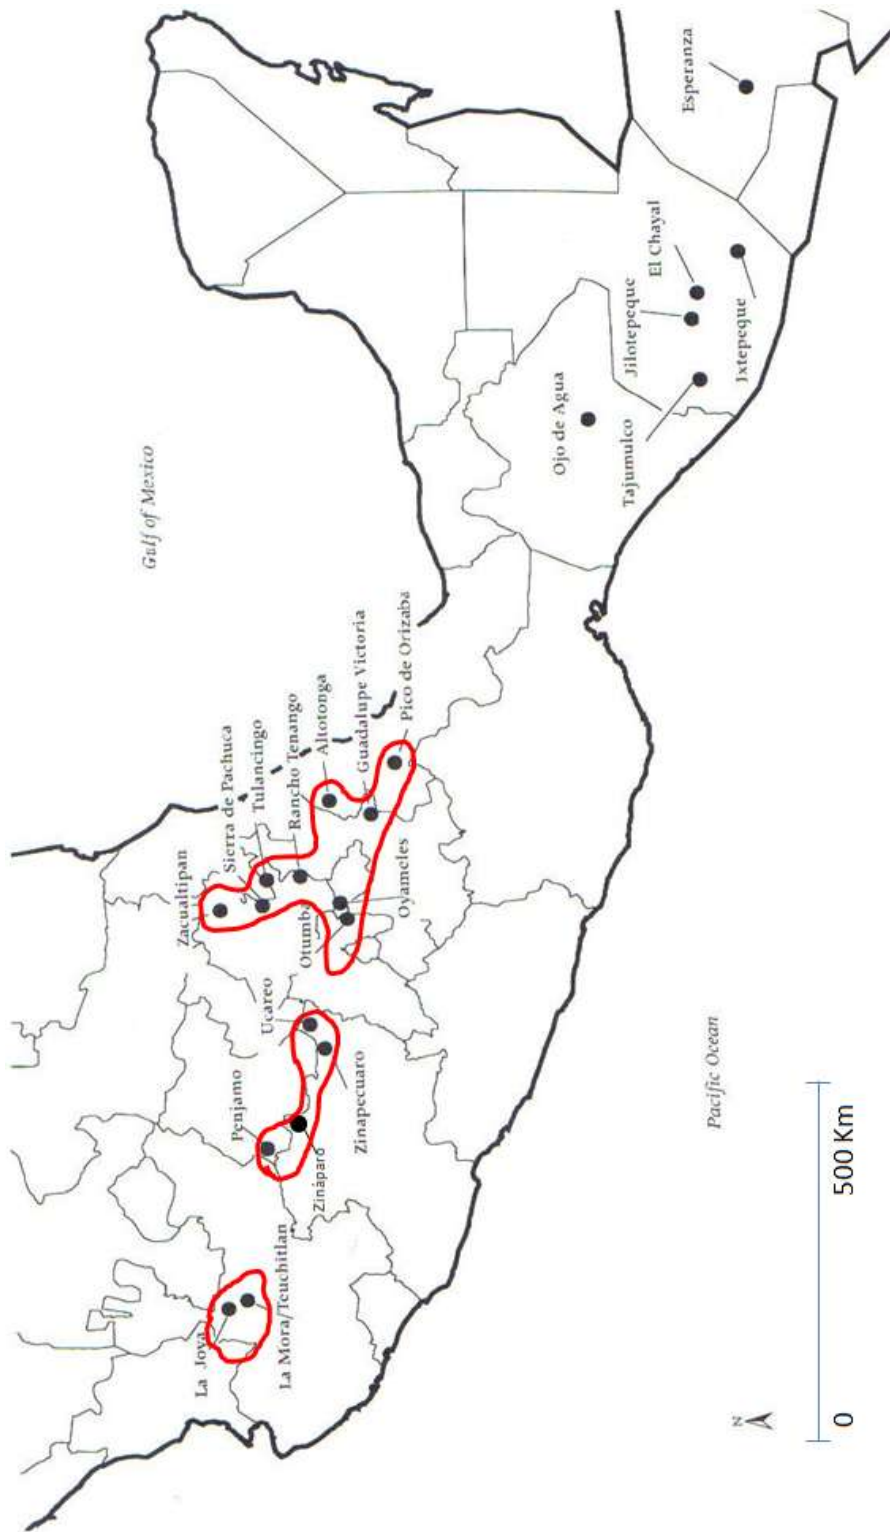 Gulf of Mexico
Zacualtipan
Sierra de Pachuca
Tulancingo
Rancho Tenango
Altotonga
Guadalupe Victoria
Pico de Orizaba
Otumba
Oyameles
Ucareo
Penjamo
Zináparo
Zinapecuaro
La Joya
La Mora/Teuchitlan
Ojo de Agua
Tajumulco
Jilotepeque
El Chayal
Ixtepeque
Esperanza
Pacific Ocean
N
0
500 Km